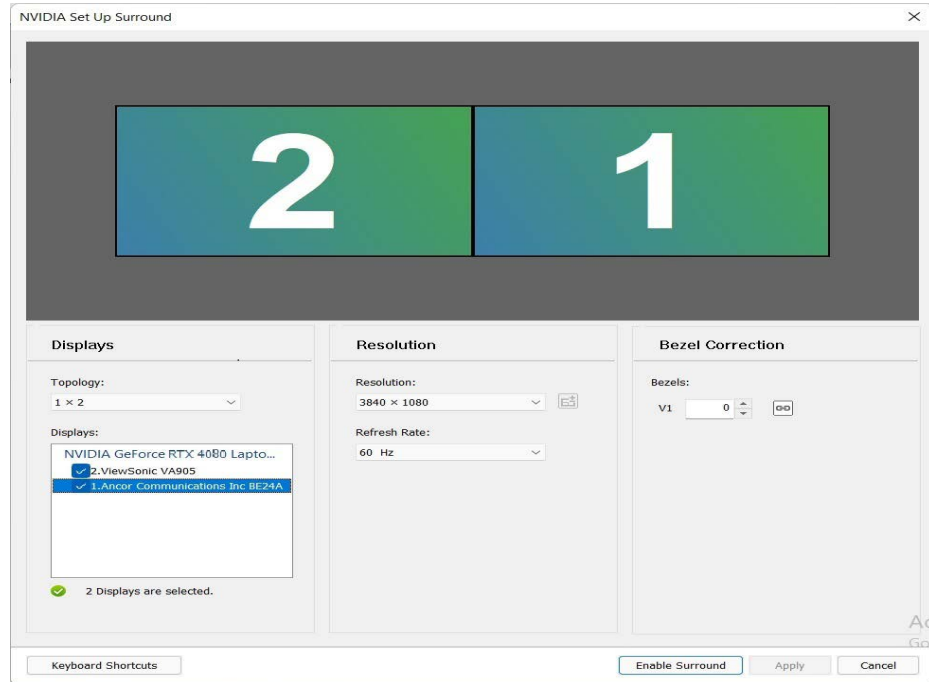 NVIDIA Set Up Surround
2 1
Displays
Topology:
1 × 2
Displays:
NVIDIA GeForce RTX 4080 Lapto...
2.ViewSonic VA905
1.Ancor Communications Inc BE24A
2 Displays are selected.
Resolution
Resolution:
3840 × 1080
Refresh Rate:
60 Hz
Bezel Correction
Bezels:
V1 0
Ac
Go
Keyboard Shortcuts Enable Surround Apply Cancel